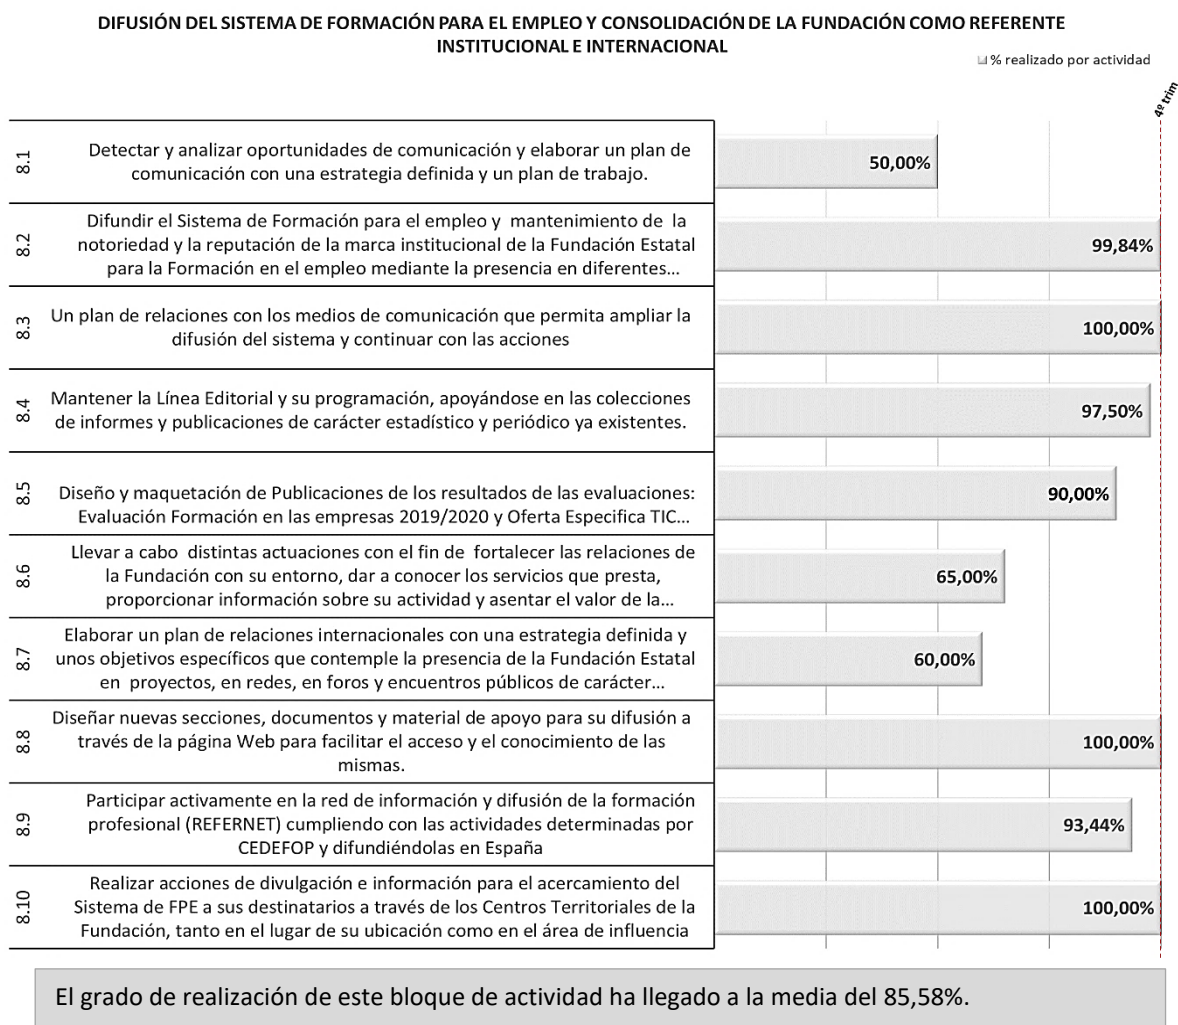 DIFUSIÓN DEL SISTEMA DE FORMACIÓN PARA EL EMPLEO Y CONSOLIDACIÓN DE LA FUNDACIÓN COMO REFERENTE
INSTITUCIONAL E INTERNACIONAL
% realizado por actividad
4º trim
8.1
Detectar y analizar oportunidades de comunicación y elaborar un plan de
comunicación con una estrategia definida y un plan de trabajo.
50,00%
8.2
Difundir el Sistema de Formación para el empleo y mantenimiento de la
notoriedad y la reputación de la marca institucional de la Fundación Estatal
para la Formación en el empleo mediante la presencia en diferentes...
99,84%
8.3
Un plan de relaciones con los medios de comunicación que permita ampliar la
difusión del sistema y continuar con las acciones
100,00%
8.4
Mantener la Línea Editorial y su programación, apoyándose en las colecciones
de informes y publicaciones de carácter estadístico y periódico ya existentes.
97,50%
8.5
Diseño y maquetación de Publicaciones de los resultados de las evaluaciones:
Evaluación Formación en las empresas 2019/2020 y Oferta Especifica TIC...
90,00%
8.6
Llevar a cabo distintas actuaciones con el fin de fortalecer las relaciones de
la Fundación con su entorno, dar a conocer los servicios que presta,
proporcionar información sobre su actividad y asentar el valor de la...
65,00%
8.7
Elaborar un plan de relaciones internacionales con una estrategia definida y
unos objetivos específicos que contemple la presencia de la Fundación Estatal
en proyectos, en redes, en foros y encuentros públicos de carácter...
60,00%
8.8
Diseñar nuevas secciones, documentos y material de apoyo para su difusión a
través de la página Web para facilitar el acceso y el conocimiento de las
mismas.
100,00%
8.9
Participar activamente en la red de información y difusión de la formación
profesional (REFERNET) cumpliendo con las actividades determinadas por
CEDEFOP y difundiéndolas en España
93,44%
8.10
Realizar acciones de divulgación e información para el acercamiento del
Sistema de FPE a sus destinatarios a través de los Centros Territoriales de la
Fundación, tanto en el lugar de su ubicación como en el área de influencia
100,00%
El grado de realización de este bloque de actividad ha llegado a la media del 85,58%.